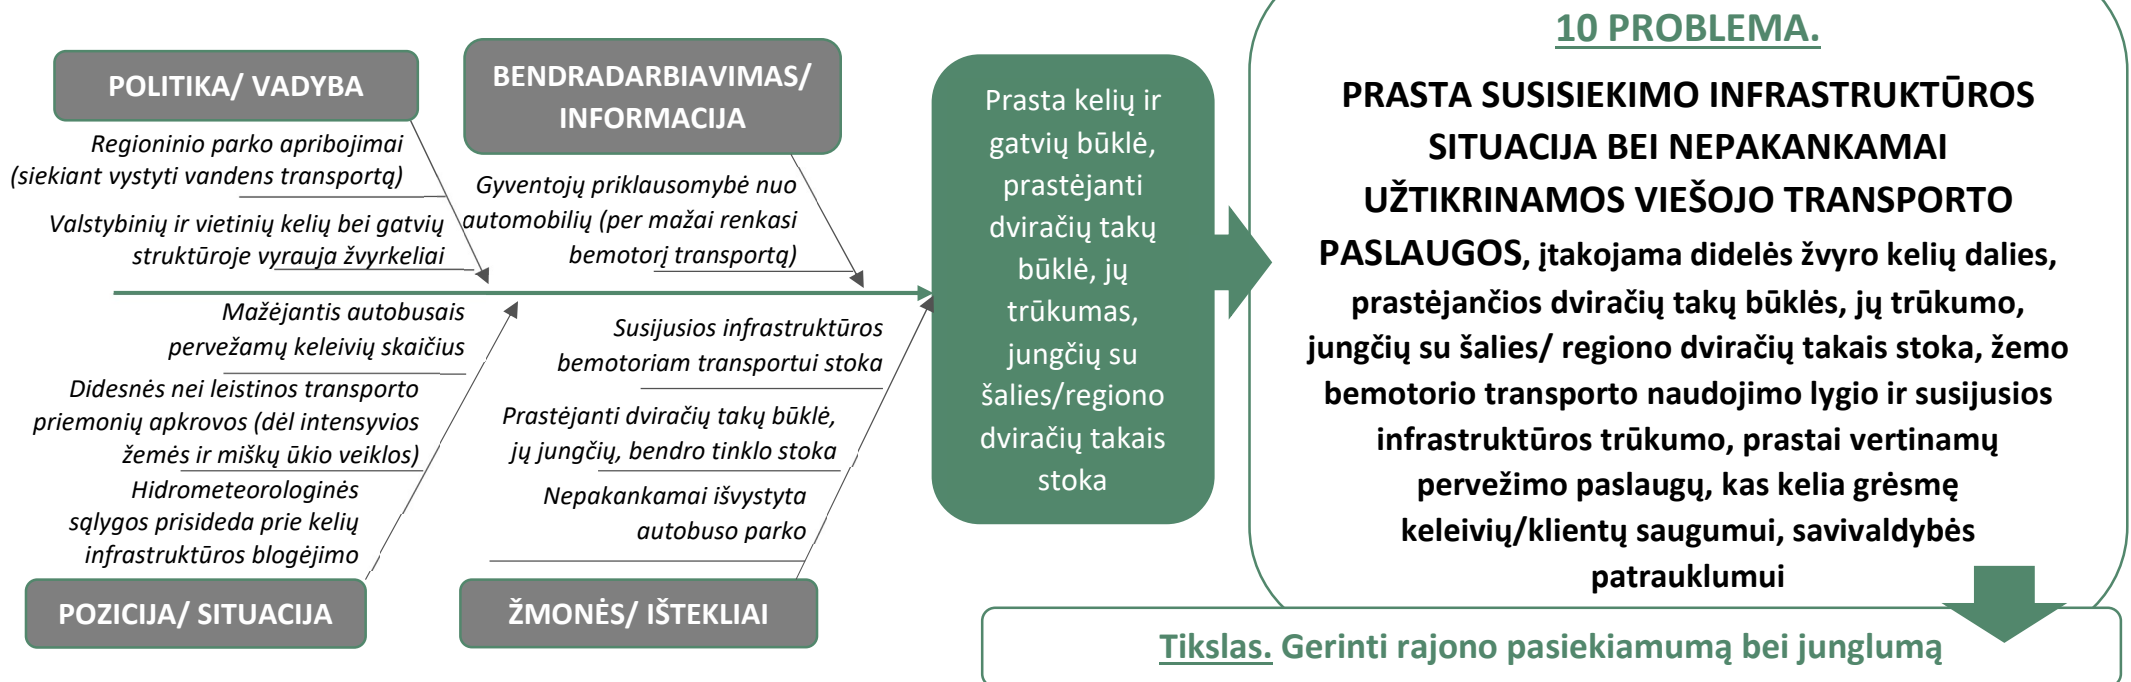 POLITIKA/ VADYBA
Regioninio parko apribojimai
(siekiant vystyti vandens transportą)
Valstybinių ir vietinių kelių bei gatvių
struktūroje vyrauja žvyrkeliai
BENDRADARBIAVIMAS/
INFORMACIJA
Gyventojų priklausomybė nuo
automobilių (per mažai renkasi
bemotorį transportą)
Mažėjantis autobusais
pervežamų keleivių skaičius
Didesnės nei leistinos transporto
priemonių apkrovos (dėl intensyvios
žemės ir miškų ūkio veiklos)
Hidrometeorologinės
sąlygos prisideda prie kelių
infrastruktūros blogėjimo
POZICIJA/ SITUACIJA
Susijusios infrastruktūros
bemotoriam transportui stoka
Prastėjanti dviračių takų būklė,
jų jungčių, bendro tinklo stoka
Nepakankamai išvystyta
autobuso parko
ŽMONĖS/ IŠTEKLIAI
Prasta kelių ir
gatvių būklė,
prastėjanti
dviračių takų
būklė, jų
trūkumas,
jungčių su
šalies/regiono
dviračių takais
stoka
10 PROBLEMA.
PRASTA SUSISIEKIMO INFRASTRUKTŪROS
SITUACIJA BEI NEPAKANKAMAI
UŽTIKRINAMOS VIEŠOJO TRANSPORTO
PASLAUGOS, įtakojama didelės žvyro kelių dalies,
prastėjančios dviračių takų būklės, jų trūkumo,
jungčių su šalies/ regiono dviračių takais stoka, žemo
bemotorio transporto naudojimo lygio ir susijusios
infrastruktūros trūkumo, prastai vertinamų
pervežimo paslaugų, kas kelia grėsmę
keleivių/klientų saugumui, savivaldybės
patrauklumui
Tikslas. Gerinti rajono pasiekiamumą bei junglumą